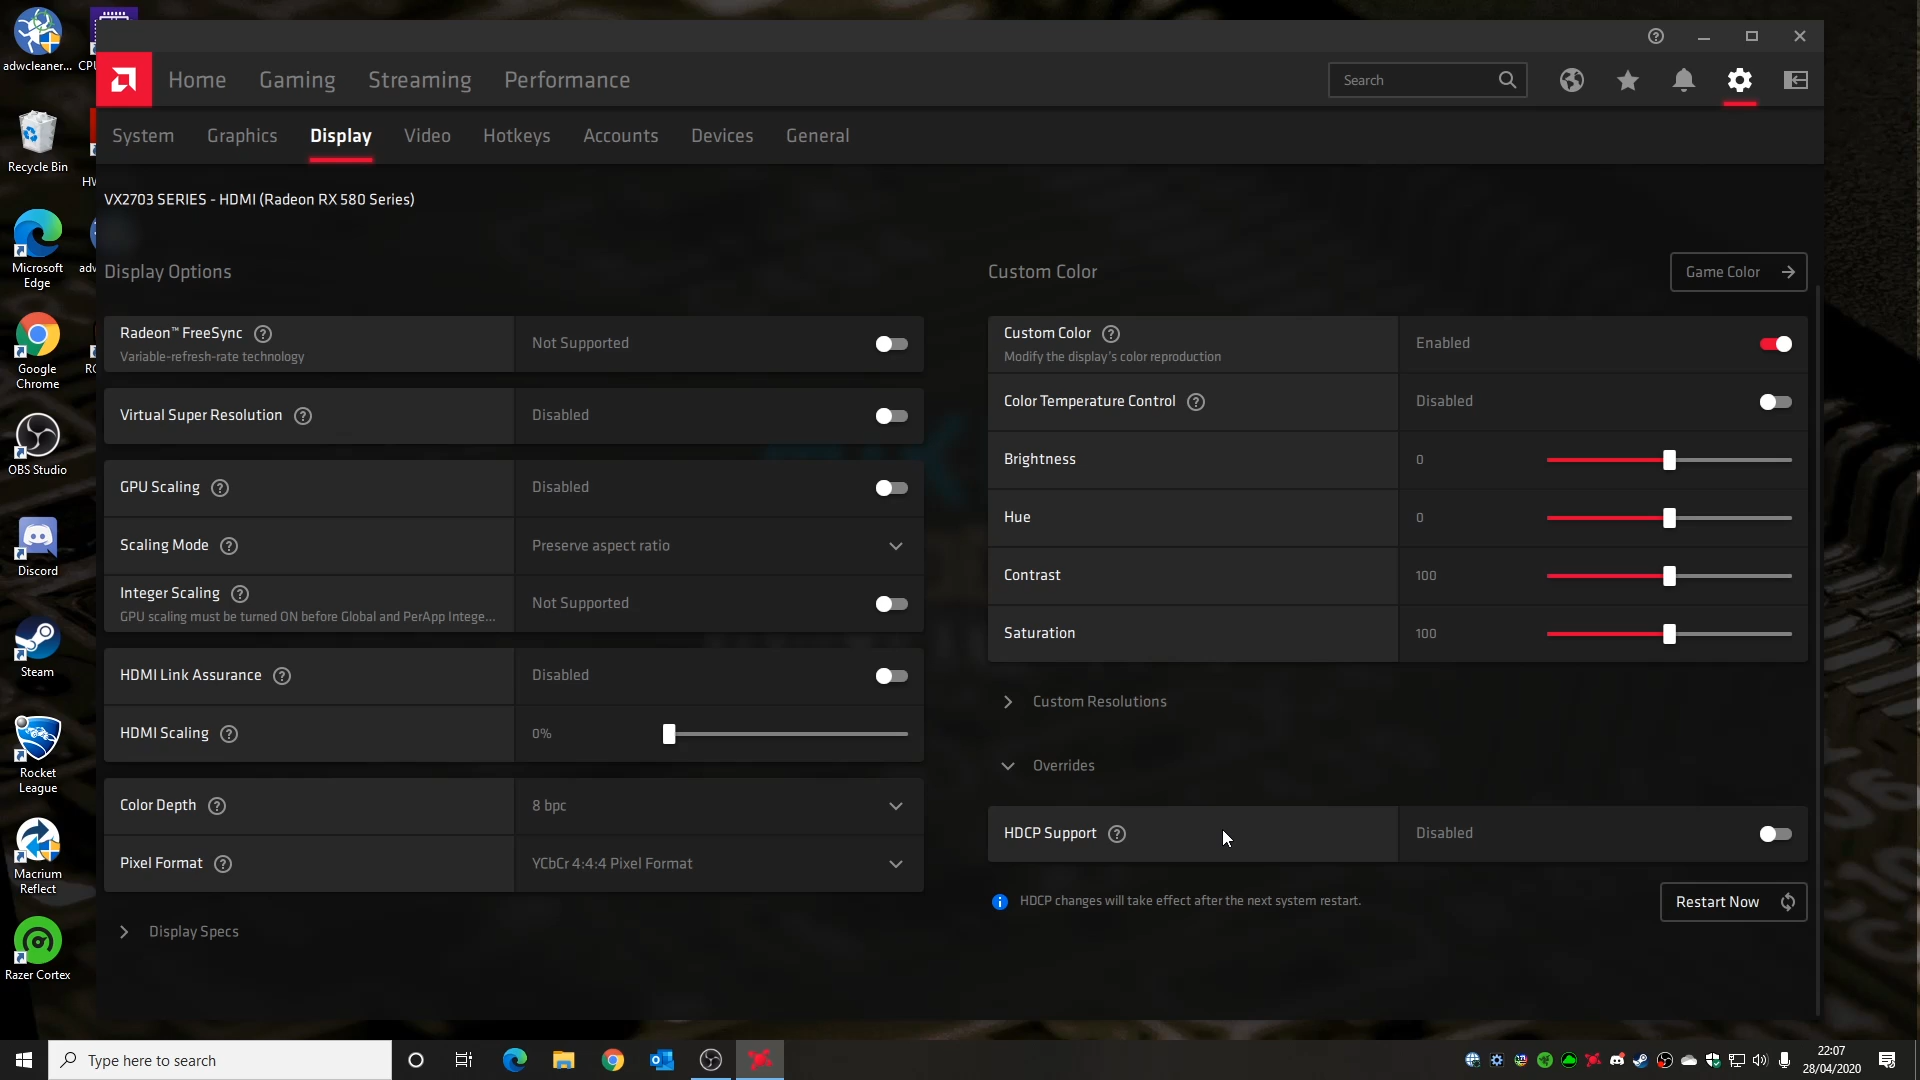 adwcleaner...
CPU
Recycle Bin
HW
Microsoft
Edge
adw
Google
Chrome
RO
OBS Studio
Discord
Steam
Rocket
League
Macrium
Reflect
Razer Cortex
Home
Gaming
Streaming
Performance
Search
System
Graphics
Display
Video
Hotkeys
Accounts
Devices
General
VX2703 SERIES - HDMI (Radeon RX 580 Series)
Display Options
Radeon™ FreeSync
Variable-refresh-rate technology
Not Supported
Virtual Super Resolution
Disabled
GPU Scaling
Disabled
Scaling Mode
Preserve aspect ratio
Integer Scaling
GPU scaling must be turned ON before Global and PerApp Intege...
Not Supported
HDMI Link Assurance
Disabled
HDMI Scaling
0%
Color Depth
8 bpc
Pixel Format
YCbCr 4:4:4 Pixel Format
Display Specs
Custom Color
Game Color
Custom Color
Modify the display's color reproduction
Enabled
Color Temperature Control
Disabled
Brightness
0
Hue
0
Contrast
100
Saturation
100
Custom Resolutions
Overrides
HDCP Support
Disabled
HDCP changes will take effect after the next system restart.
Restart Now
Type here to search
22:07
28/04/2020